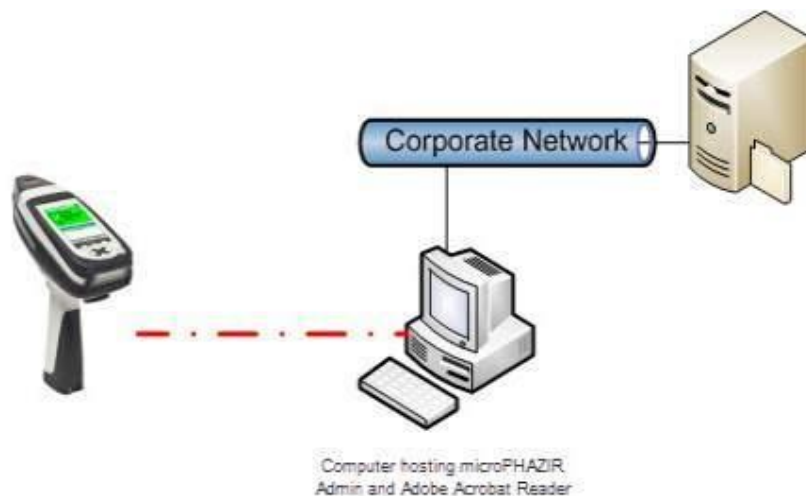 Corporate Network
Computer hosting microPHAZIR
Admin and Adobe Acrobat Reader